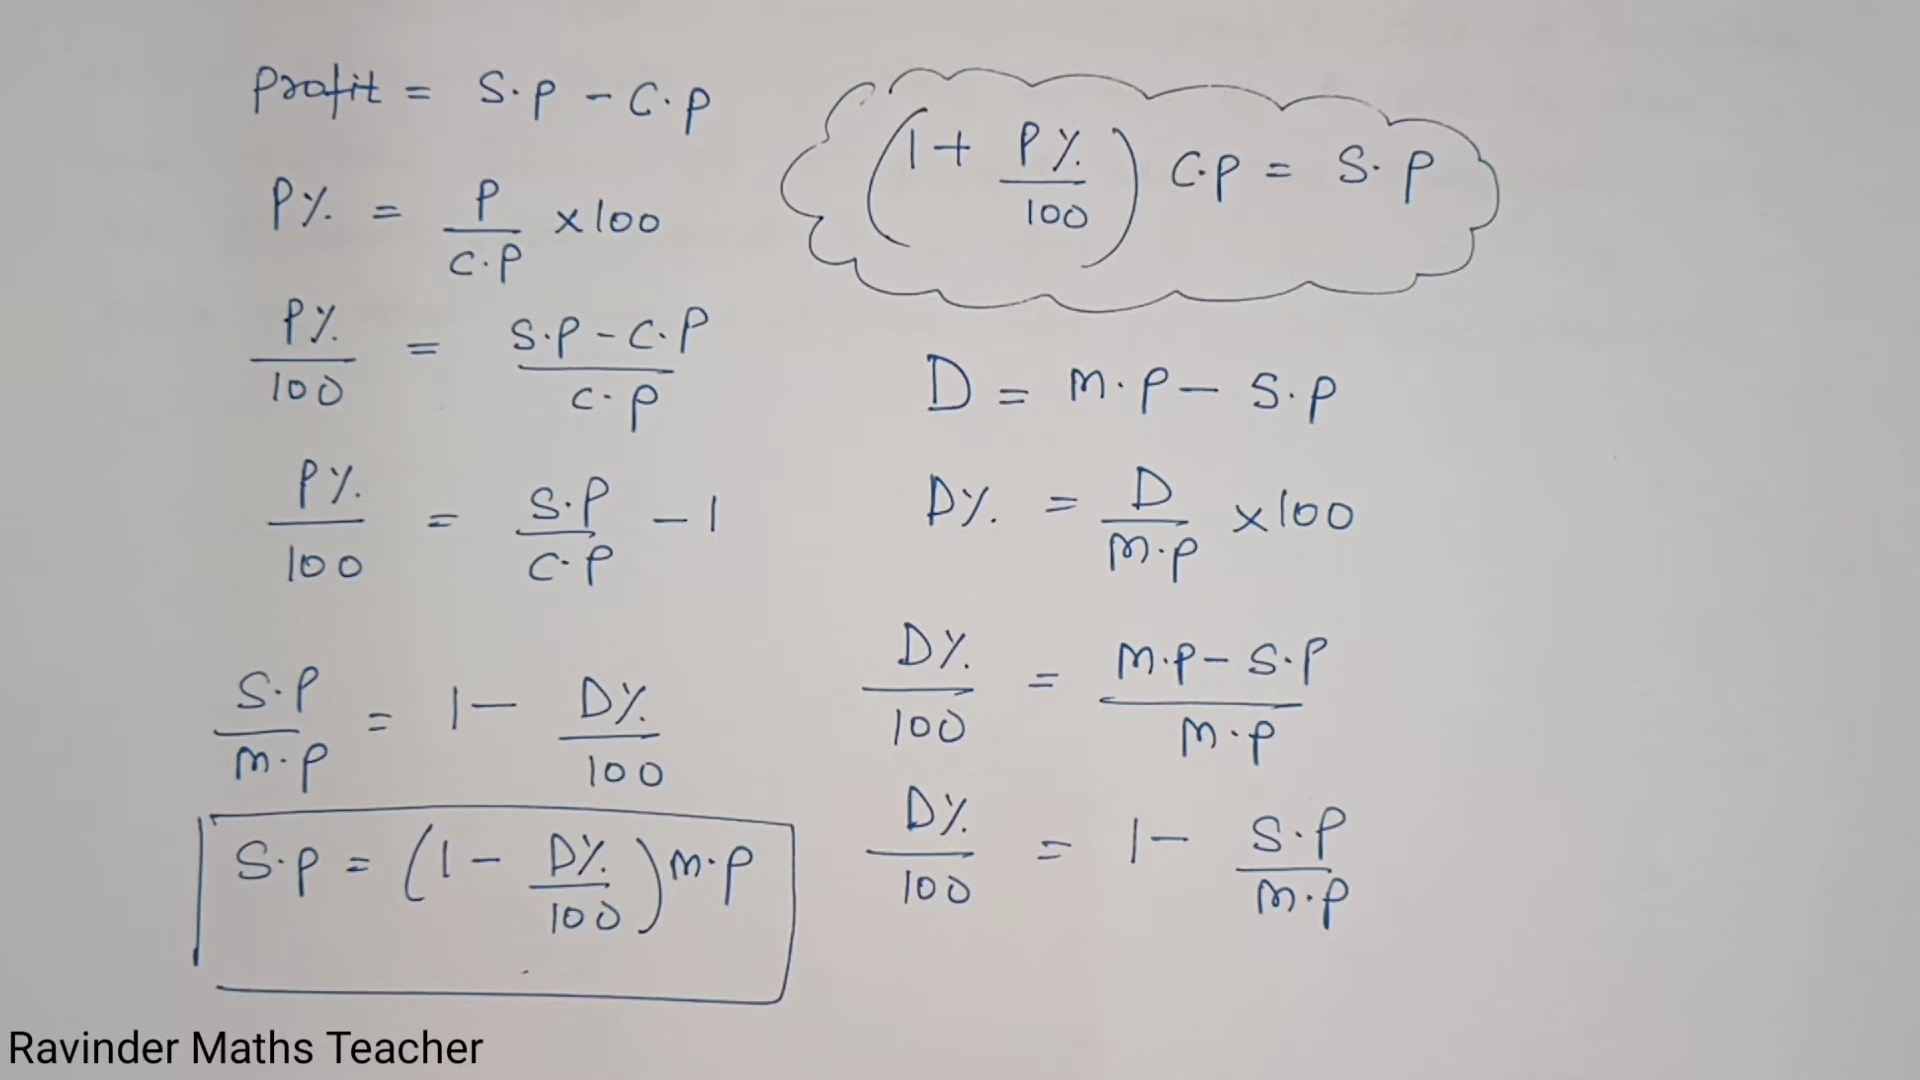 Profit = S.P - C.P
P% = P/C.P × 100
P%/100 = S.P - C.P/C.P
P%/100 = S.P/C.P - 1
(1 + P%/100) C.P = S.P
D = M.P - S.P
D% = D/M.P × 100
D%/100 = M.P - S.P/M.P
D%/100 = 1 - S.P/M.P
S.P/M.P = 1 - D%/100
S.P = (1 - D%/100) M.P
Ravinder Maths Teacher